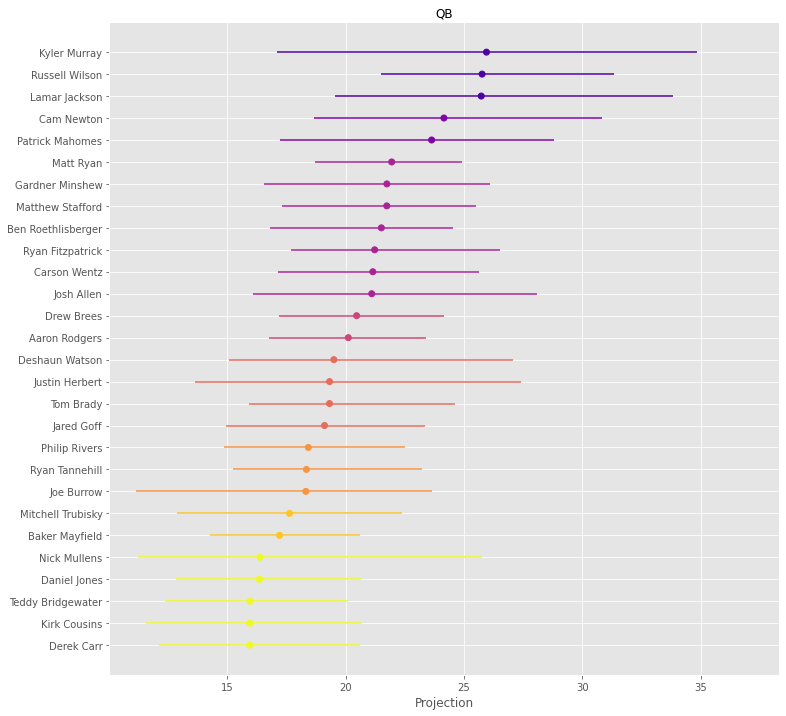 QB
Kyler Murray
Russell Wilson
Lamar Jackson
Cam Newton
Patrick Mahomes
Matt Ryan
Gardner Minshew
Matthew Stafford
Ben Roethlisberger
Ryan Fitzpatrick
Carson Wentz
Josh Allen
Drew Brees
Aaron Rodgers
Deshaun Watson
Justin Herbert
Tom Brady
Jared Goff
Philip Rivers
Ryan Tannehill
Joe Burrow
Mitchell Trubisky
Baker Mayfield
Nick Mullens
Daniel Jones
Teddy Bridgewater
Kirk Cousins
Derek Carr
15 20 25 30 35
Projection